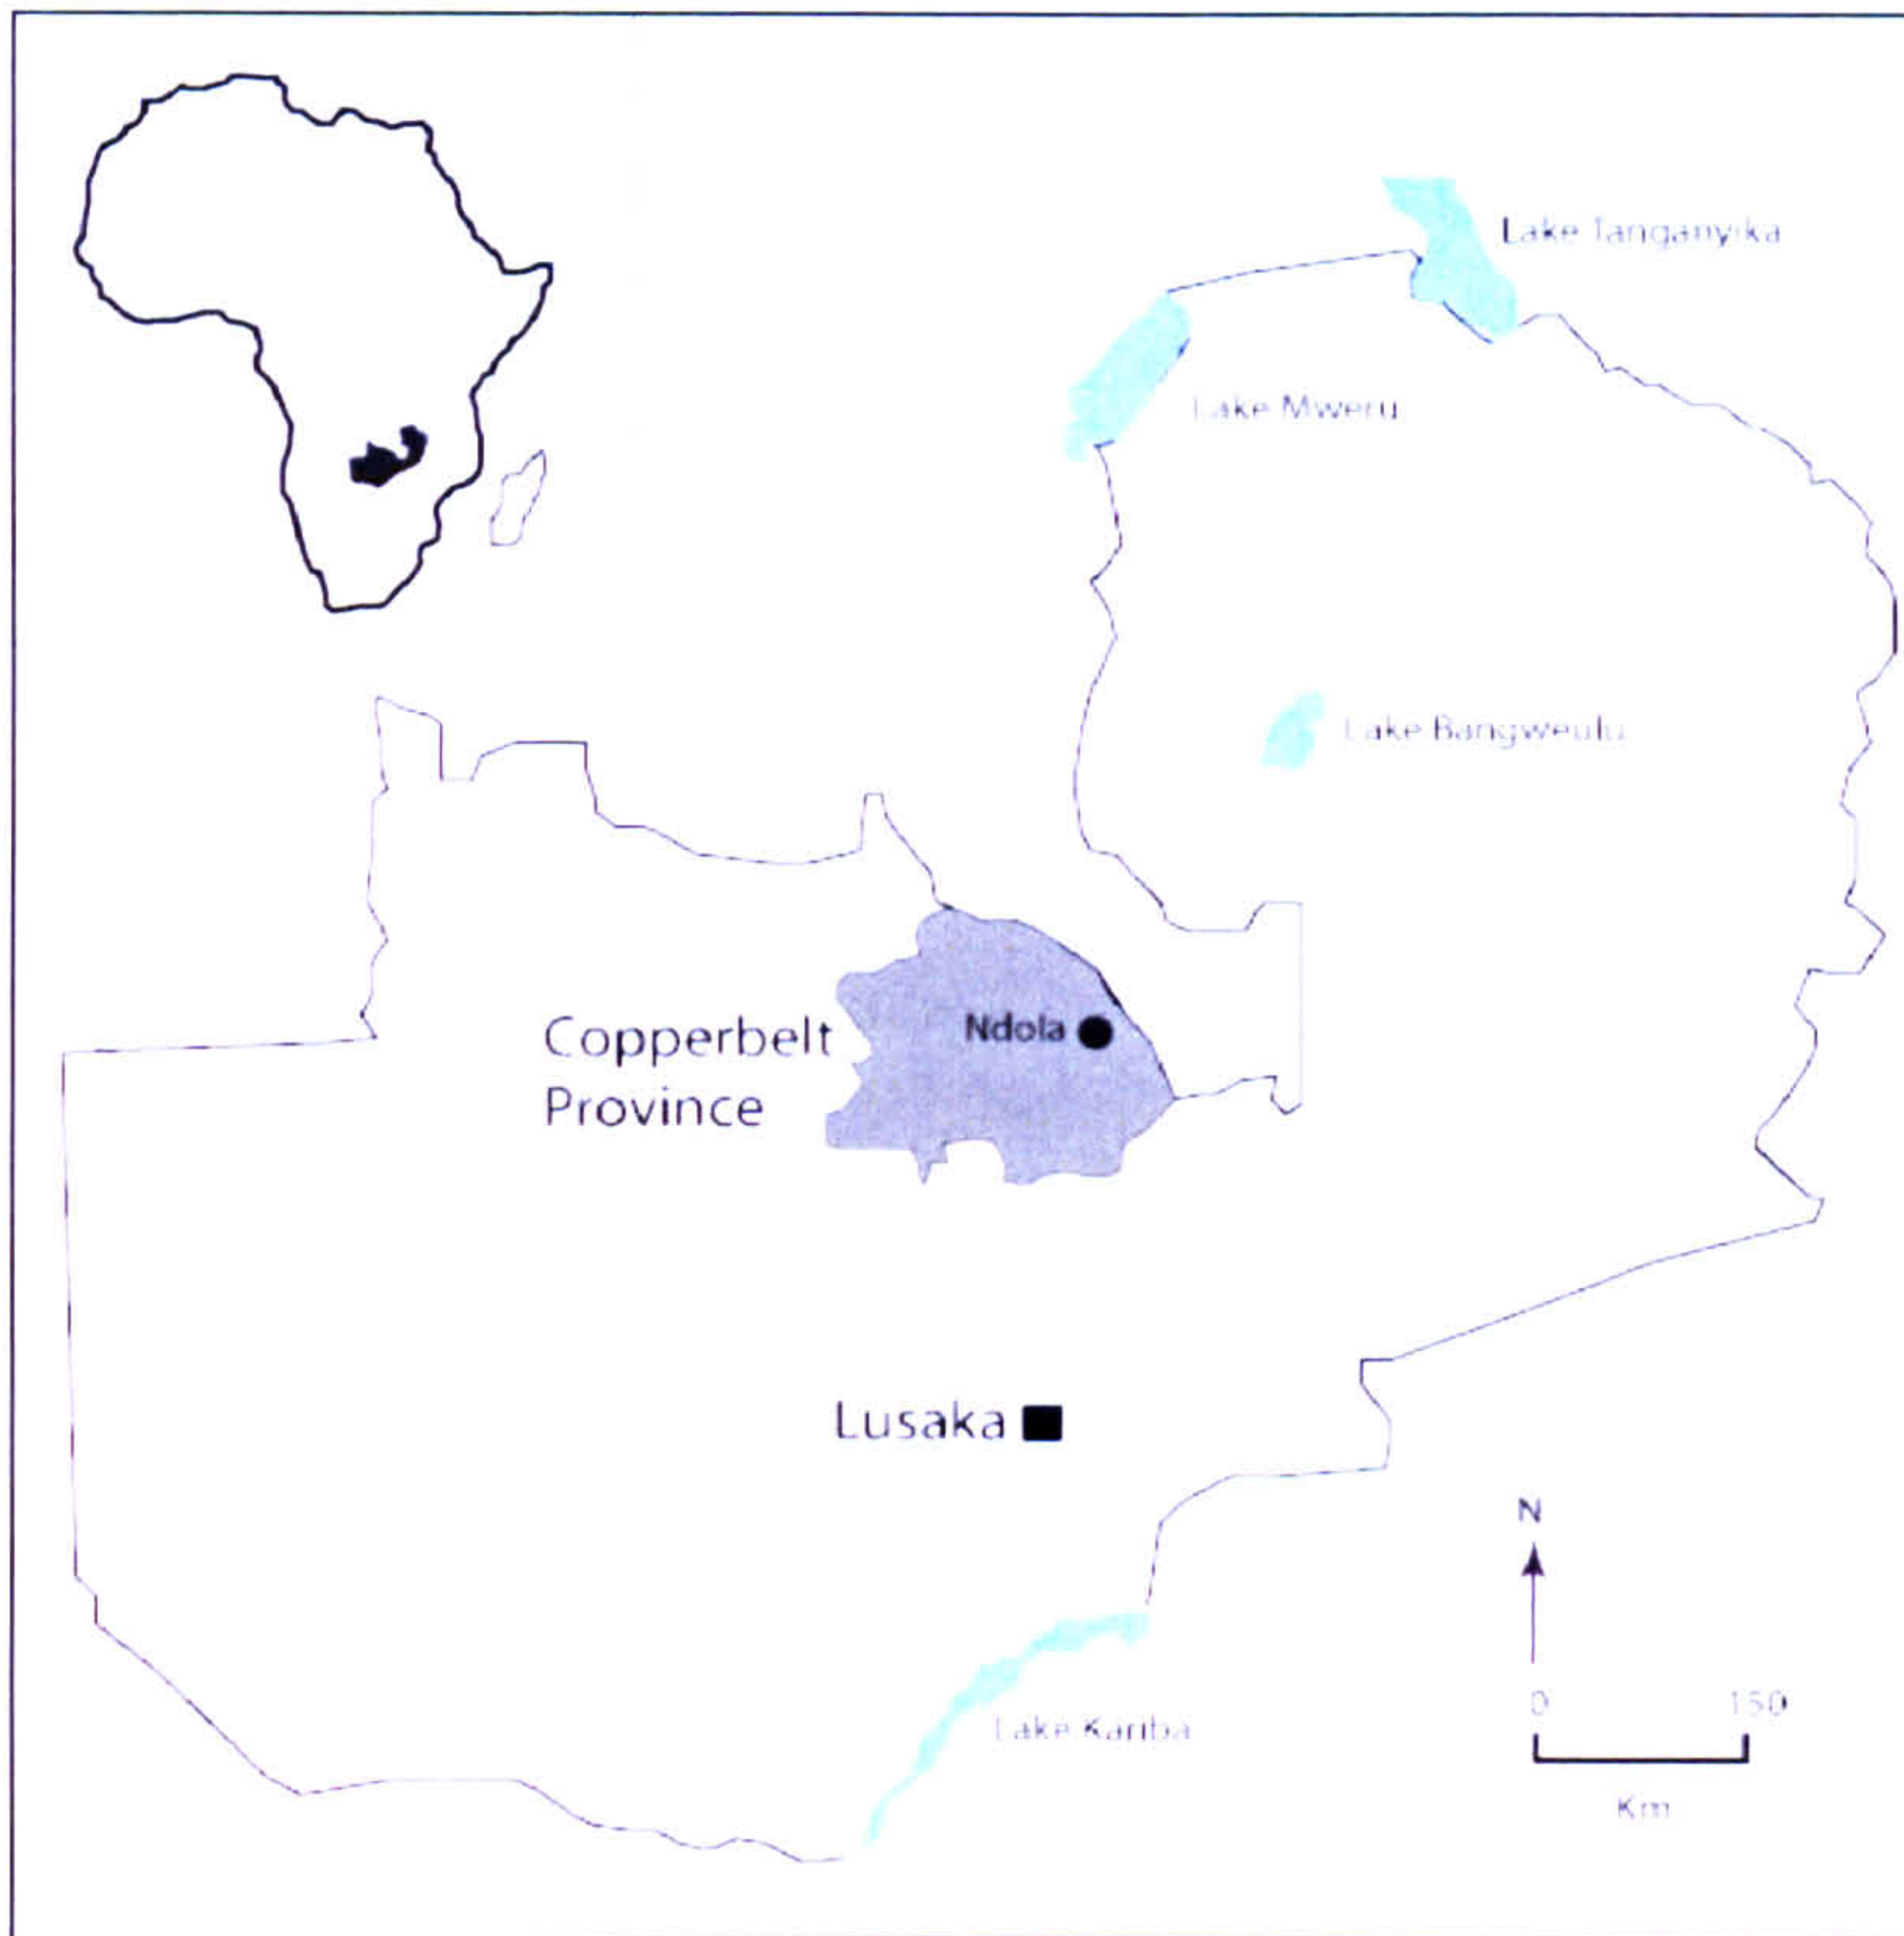 Lake Tanganyika
Lake Mweru
Lake Bangweulu
Copperbelt
Province
Ndola
Lusaka
N
0 150
Km
Lake Kariba